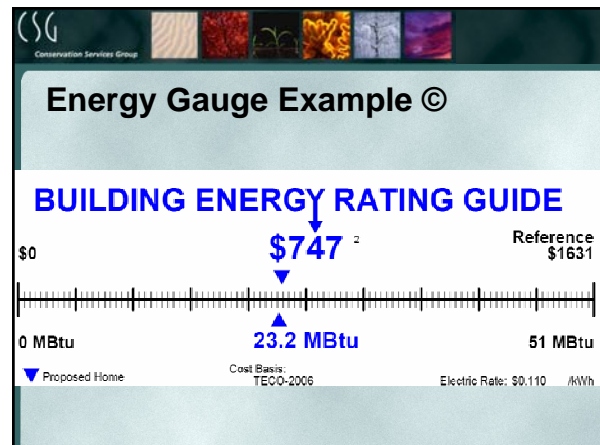 CSG
Conservation Services Group
Energy Gauge Example ©
BUILDING ENERGY RATING GUIDE
$0 $747 2 Reference
$1631
0 MBtu 23.2 MBtu 51 MBtu
Proposed Home Cost Basis:
TECO-2006 Electric Rate: $0.110 /kWh